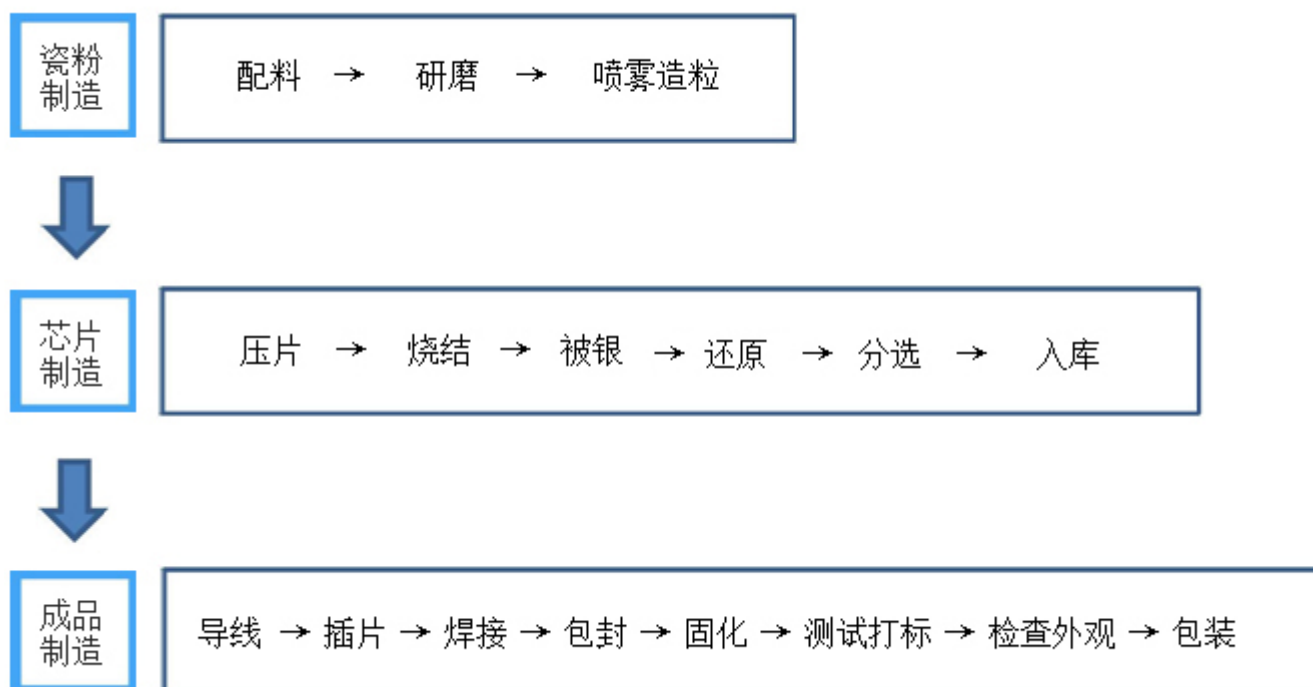 瓷粉
制造
配料 → 研磨 → 喷雾造粒
芯片
制造
压片 → 烧结 → 被银 → 还原 → 分选 → 入库
成品
制造
导线 → 插片 → 焊接 → 包封 → 固化 → 测试打标 → 检查外观 → 包装